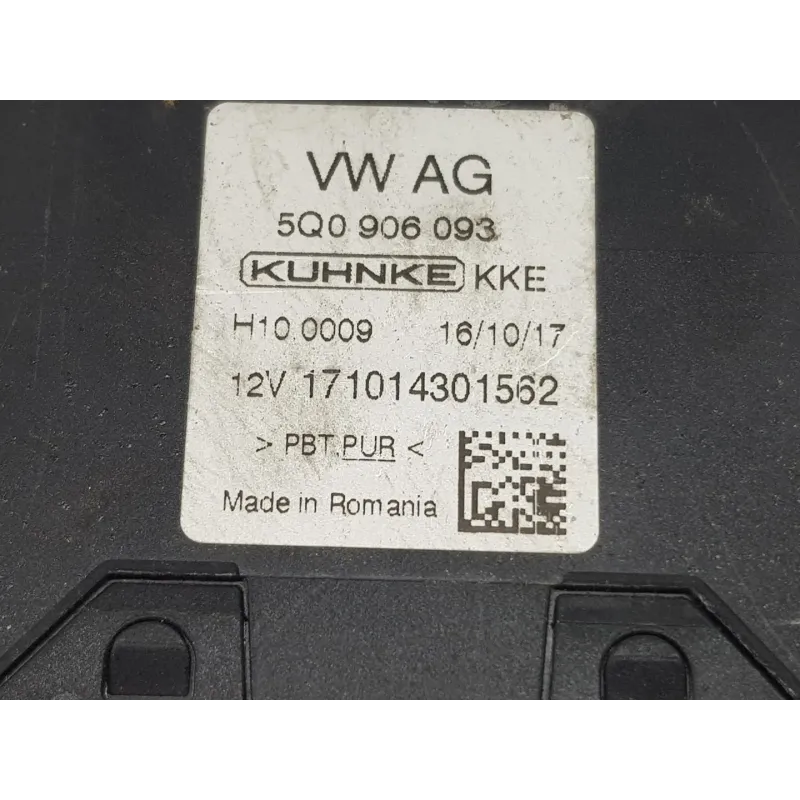 VW AG
5Q0 906 093
KUHNKE KKE
H10 0009 16/10/17
12V 171014301562
> PBT,PUR <
Made in Romania